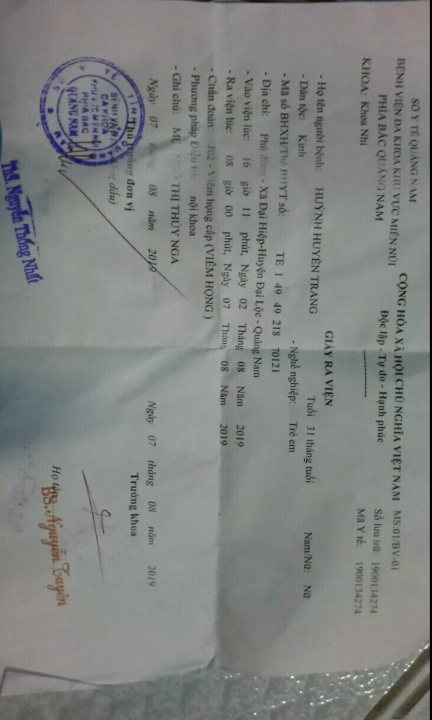 SỞ Y TẾ QUẢNG NAM
BỆNH VIỆN ĐA KHOA KHU VỰC MIỀN NÚI
PHÍA BẮC QUẢNG NAM
KHOA: Khoa Nhi
CỘNG HÒA XÃ HỘI CHỦ NGHĨA VIỆT NAM
Độc lập - Tự do - Hạnh phúc
MS:01/BV-01
Số lưu trữ: 1900134274
Mã Y tế: 1900134274
GIẤY RA VIỆN
- Họ tên người bệnh: HUỲNH HUYỀN TRANG Tuổi 31 tháng tuổi Nam/Nữ: Nữ
- Dân tộc: Kinh - Nghề nghiệp: Trẻ em
- Mã số BHXH/Thẻ BHYT số: TE 1 49 49 218 70121
- Địa chỉ: Phú - Xã Đại Hiệp-Huyện Đại Lộc - Quảng Nam
- Vào viện lúc: 16 giờ 11 phút, Ngày 02 Tháng 08 Năm 2019
- Ra viện lúc: 08 giờ 00 phút, Ngày 07 Tháng 08 Năm 2019
- Chẩn đoán: J02 - Viêm họng cấp (VIÊM HỌNG )
- Phương pháp Điều trị: nội khoa
- Ghi chú: MẸ THỊ THÚY NGA
Ngày 07 tháng 08 năm 2019
Thủ trưởng đơn vị
dấu)
SỞ Y TẾ TỈNH QUẢNG NAM
BỆNH VIỆN
ĐA KHOA
KHU VỰC MIỀN NÚI
PHÍA BẮC
QUẢNG NAM
ThS. Nguyễn Thống Nhất
Ngày 07 tháng 08 năm 2019
Trưởng khoa
Họ tên
BS. Nguyễn Tuyên